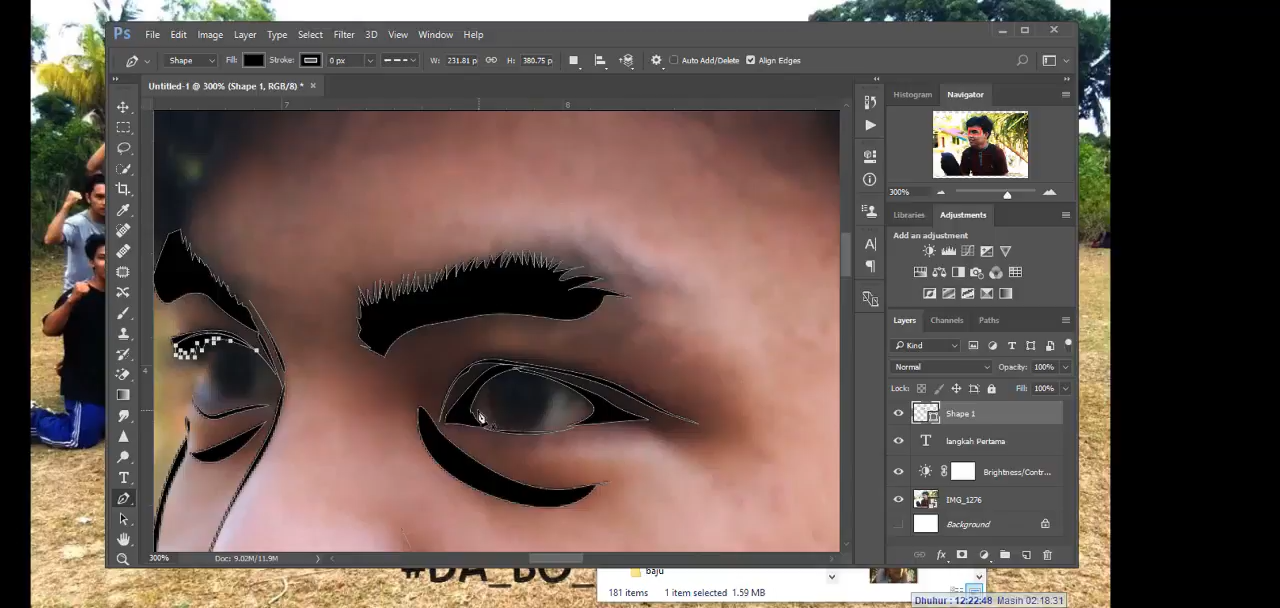 Ps File Edit Image Layer Type Select Filter 3D View Window Help
Shape Fill: Stroke: 0 px W: 231.81 p H: 380.75 p Auto Add/Delete Align Edges
Untitled-1 @ 300% (Shape 1, RGB/8) * ×
Histogram Navigator
7 8
300%
Libraries Adjustments
Add an adjustment
Layers Channels Paths
Kind
Normal Opacity: 100%
Lock: Fill: 100%
4
Shape 1
langkah Pertama
Brightness/Contr...
IMG_1276
Background
300% Doc: 9.02M/11.9M
#DA_BO_
baju
181 items 1 item selected 1.59 MB
Dhuhur : 12:22:48 Masih 02:18:31